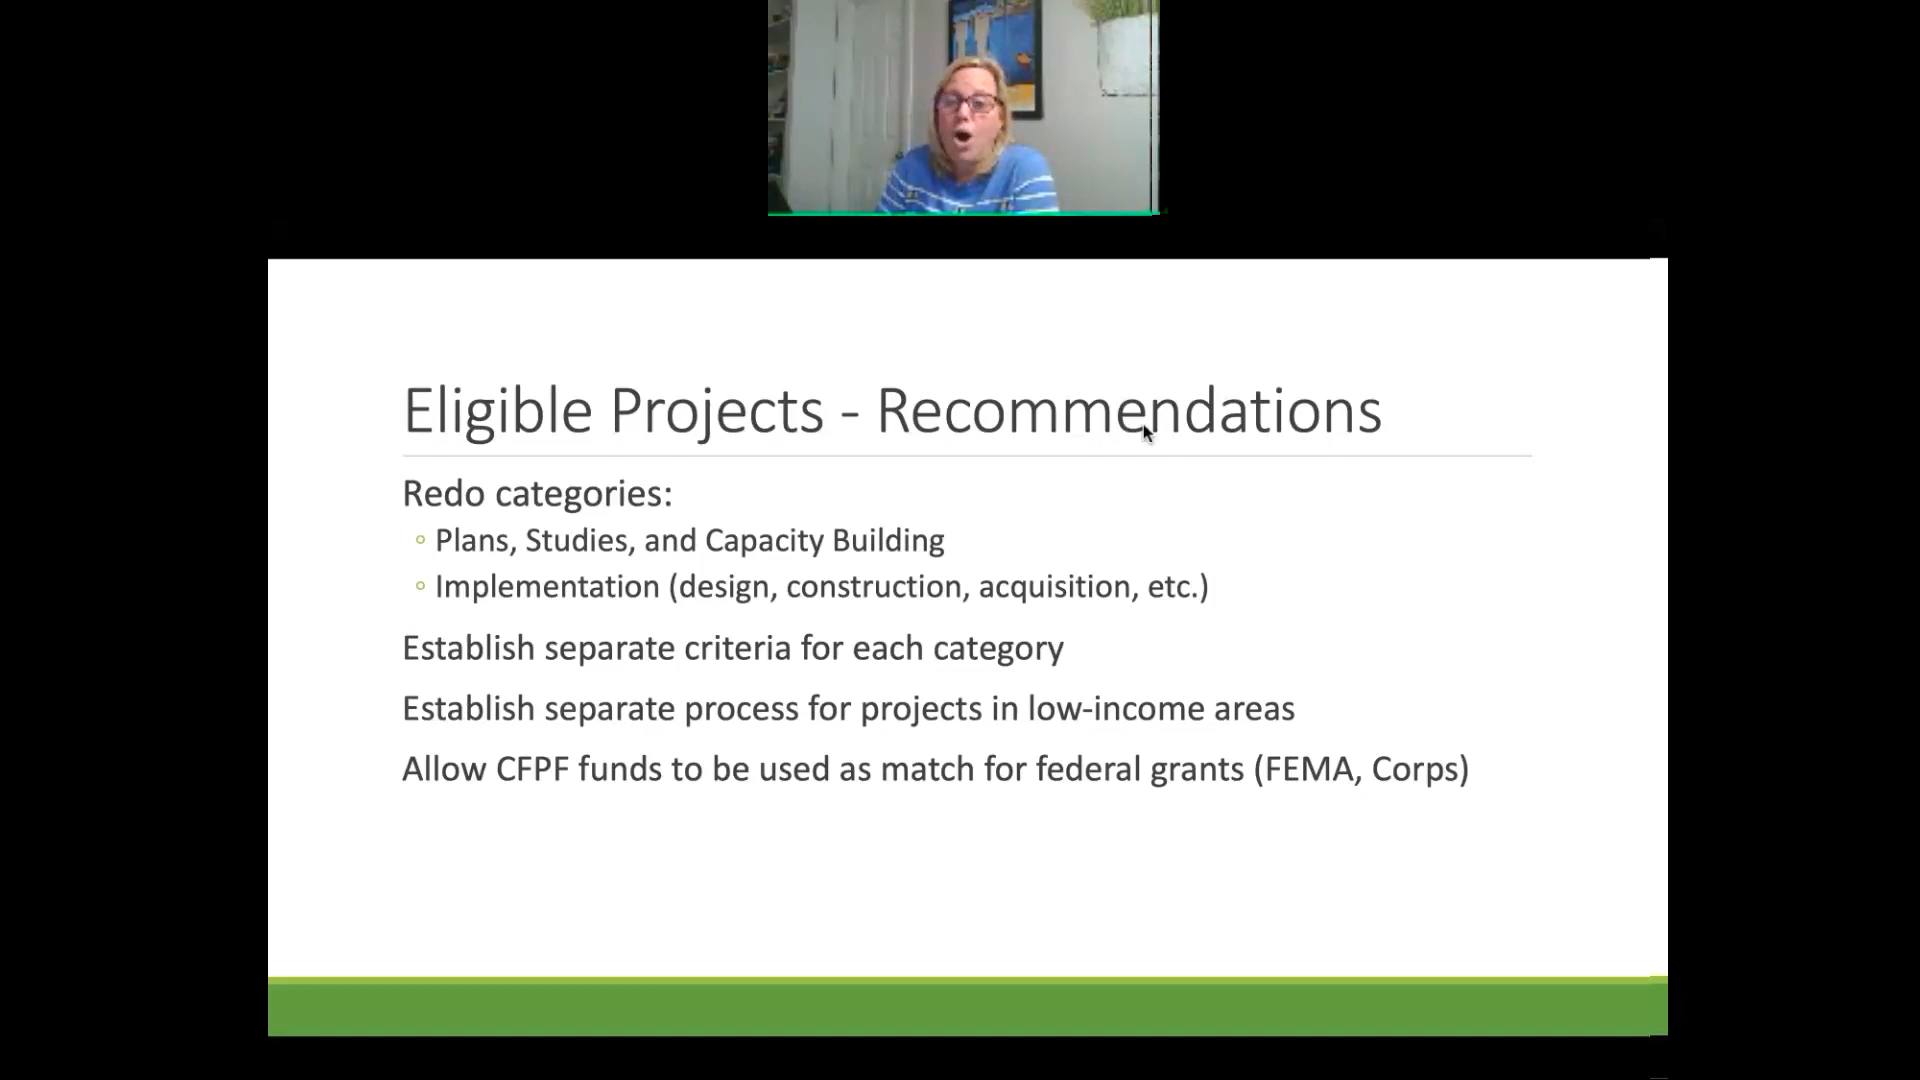 Eligible Projects - Recommendations
Redo categories:
◦ Plans, Studies, and Capacity Building
◦ Implementation (design, construction, acquisition, etc.)
Establish separate criteria for each category
Establish separate process for projects in low-income areas
Allow CFPF funds to be used as match for federal grants (FEMA, Corps)